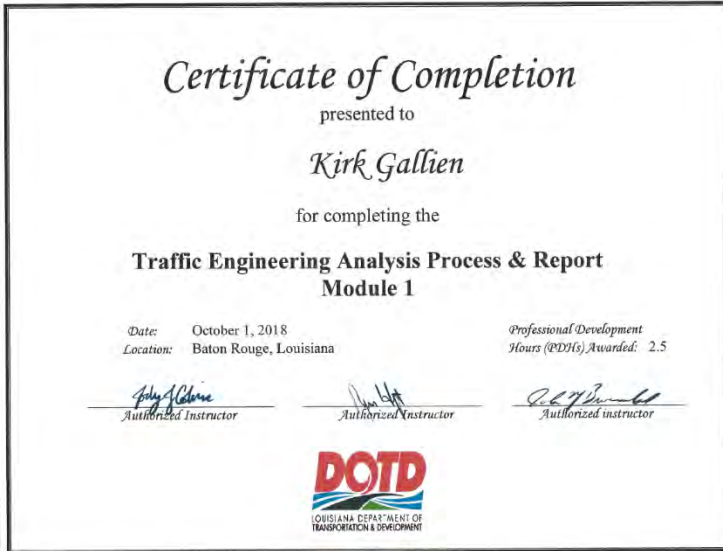 Certificate of Completion
presented to
Kirk Gallien
for completing the
Traffic Engineering Analysis Process & Report
Module 1
Date: October 1, 2018
Location: Baton Rouge, Louisiana
Professional Development
Hours (PDHs) Awarded: 2.5
Authorized Instructor
Authorized Instructor
Authorized instructor
DOTD
LOUISIANA DEPARTMENT OF
TRANSPORTATION & DEVELOPMENT